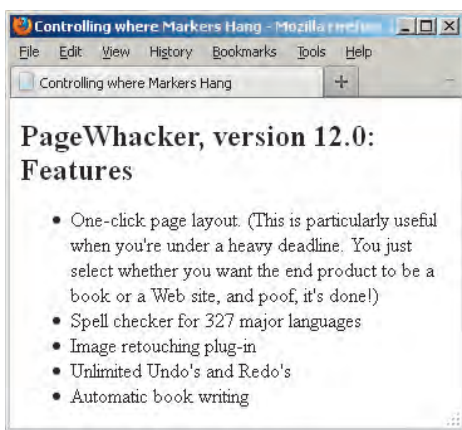 Controlling where Markers Hang - Mozilla Firefox
File Edit View History Bookmarks Tools Help
Controlling where Markers Hang
PageWhacker, version 12.0:
Features
One-click page layout. (This is particularly useful
when you're under a heavy deadline. You just
select whether you want the end product to be a
book or a Web site, and poof, it's done!)
Spell checker for 327 major languages
Image retouching plug-in
Unlimited Undo's and Redo's
Automatic book writing